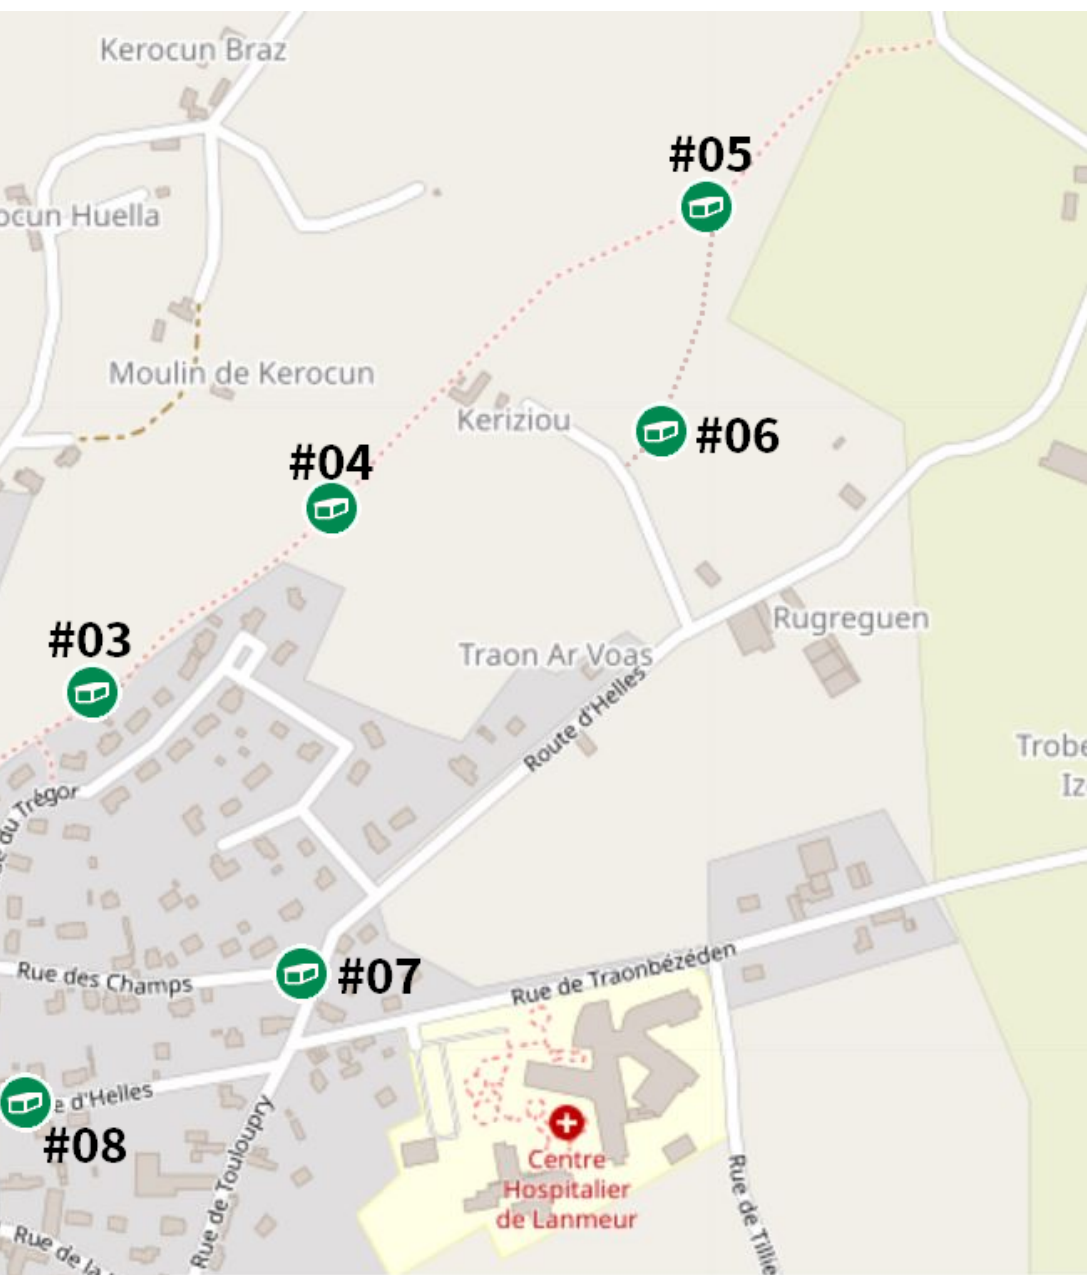 Kerocun Braz
#05
ocun Huella
Moulin de Kerocun
Keriziou
#06
#04
#03
Rugreguen
Traon Ar Voas
Route d'Helles
Trobe
Iz
du Trégor
Rue des Champs
#07
Rue de Traonbézéden
e d'Helles
#08
Rue de Touloupry
Centre
Hospitalier
de Lanmeur
Rue de Tillie
Rue de la